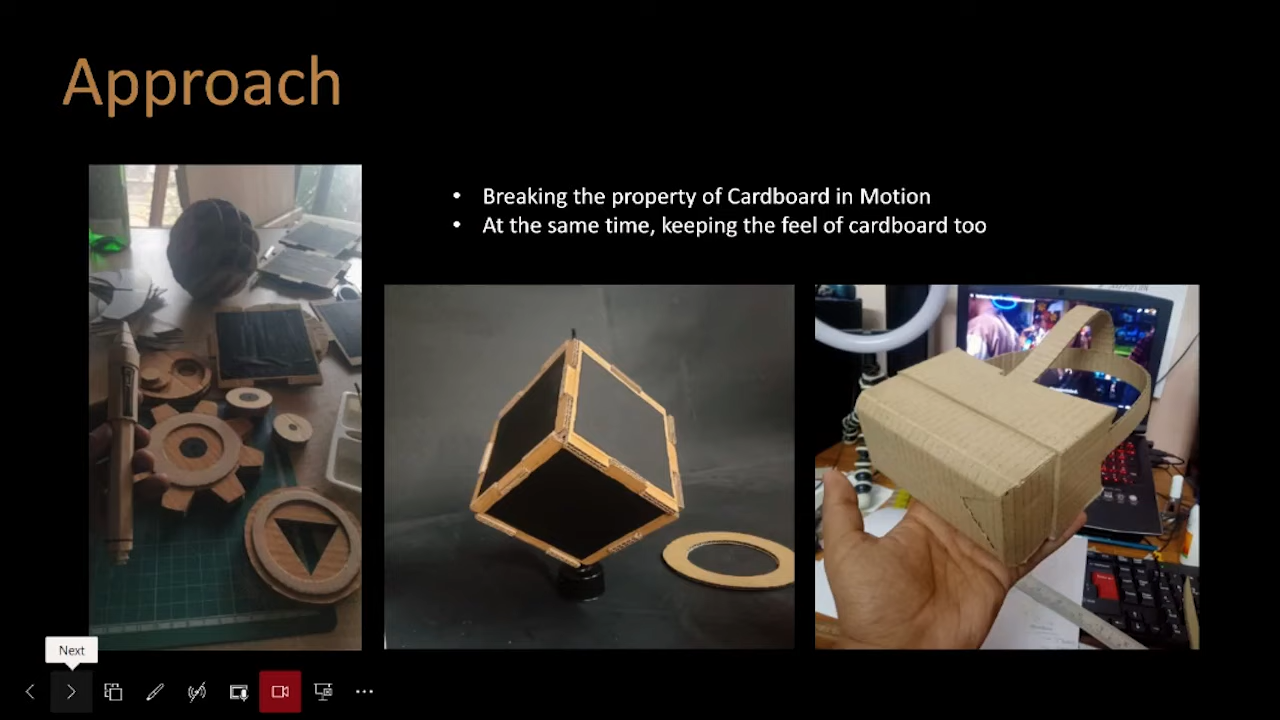 Approach
• Breaking the property of Cardboard in Motion
• At the same time, keeping the feel of cardboard too
Next